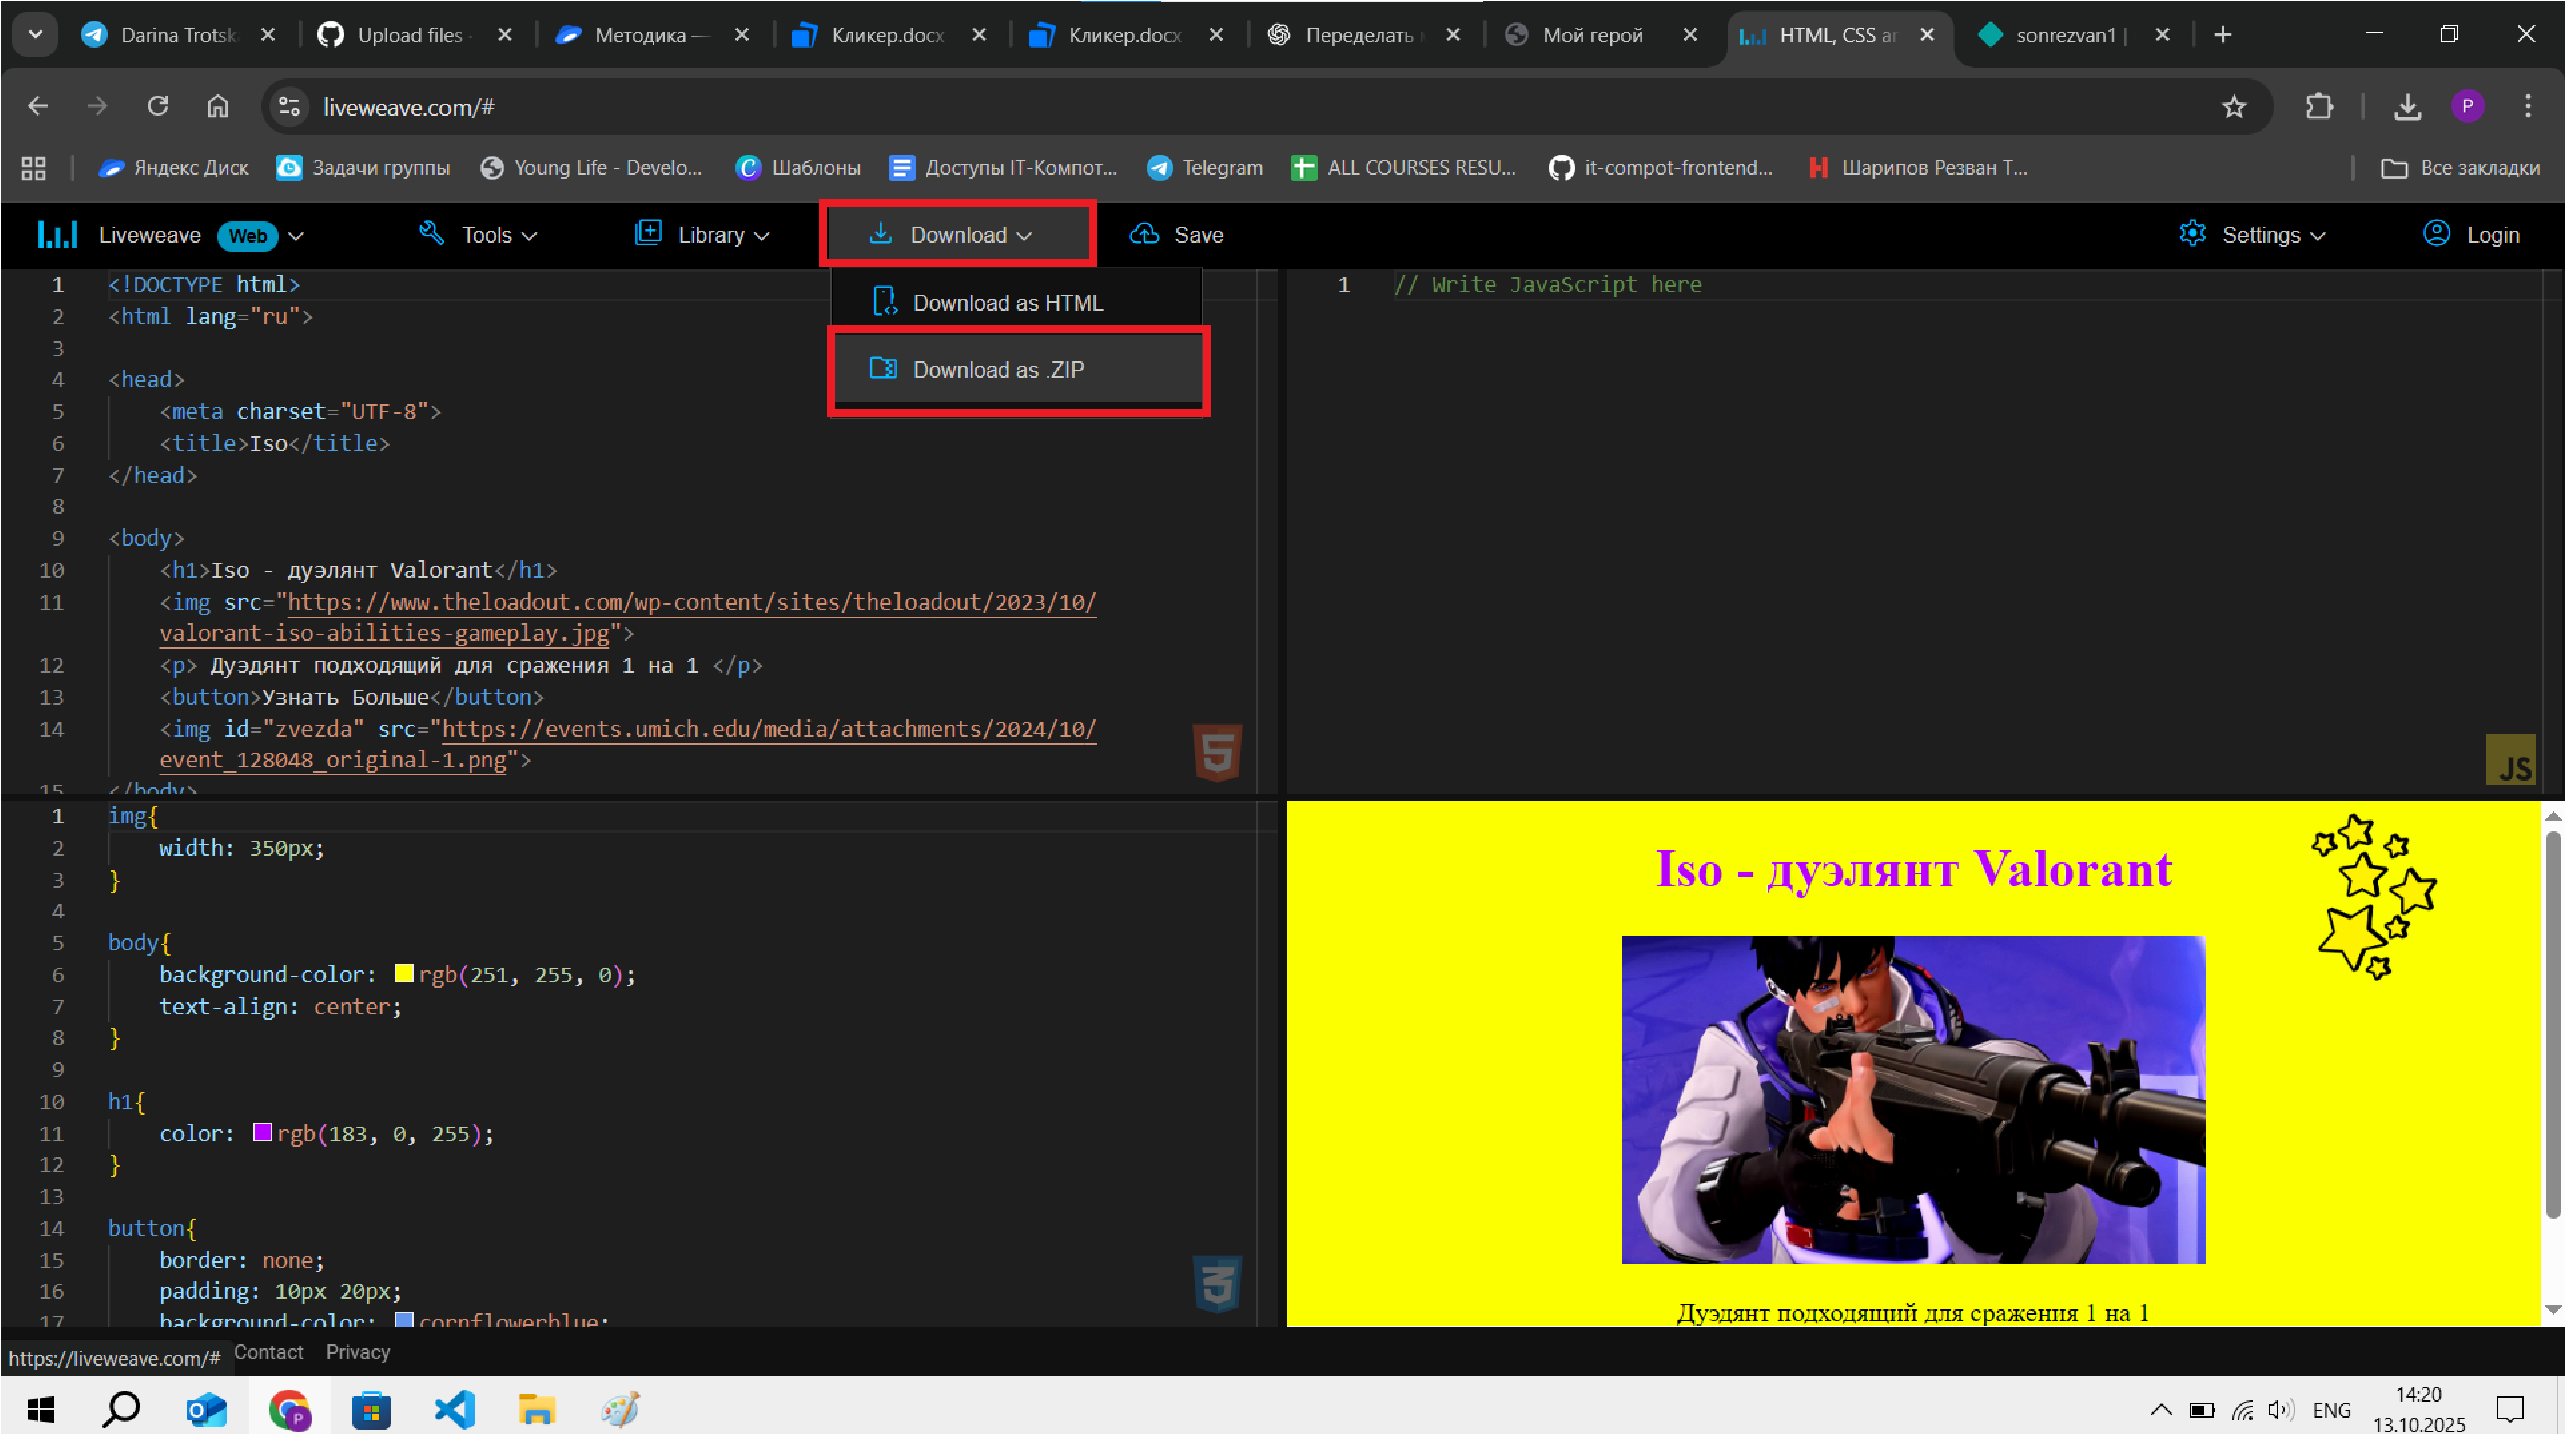 Darina Trotsk
Upload files -
Методика —
Кликер.docx
Кликер.docx
Переделать
Мой герой
HTML, CSS ar
sonrezvan1 |
liveweave.com/#
P
Яндекс Диск
Задачи группы
Young Life - Develo...
Шаблоны
Доступы IT-Компот...
Telegram
ALL COURSES RESU...
it-compot-frontend...
Шарипов Резван Т...
Все закладки
Liveweave Web
Tools
Library
Download
Save
Settings
Login
Download as HTML
Download as .ZIP
1 <!DOCTYPE html>
2 <html lang="ru">
3
4 <head>
5 <meta charset="UTF-8">
6 <title>Iso</title>
7 </head>
8
9 <body>
10 <h1>Iso - дуэлянт Valorant</h1>
11 <img src="https://www.theloadout.com/wp-content/sites/theloadout/2023/10/
valorant-iso-abilities-gameplay.jpg">
12 <p> Дуэдянт подходящий для сражения 1 на 1 </p>
13 <button>Узнать Больше</button>
14 <img id="zvezda" src="https://events.umich.edu/media/attachments/2024/10/
event_128048_original-1.png">
15 </body>
5
1 // Write JavaScript here
JS
1 img{
2 width: 350px;
3 }
4
5 body{
6 background-color: rgb(251, 255, 0);
7 text-align: center;
8 }
9
10 h1{
11 color: rgb(183, 0, 255);
12 }
13
14 button{
15 border: none;
16 padding: 10px 20px;
17 background-color: cornflowerblue;
3
Iso - дуэлянт Valorant
Дуэдянт подходящий для сражения 1 на 1
https://liveweave.com/#
Contact
Privacy
P
ENG
14:20
13.10.2025